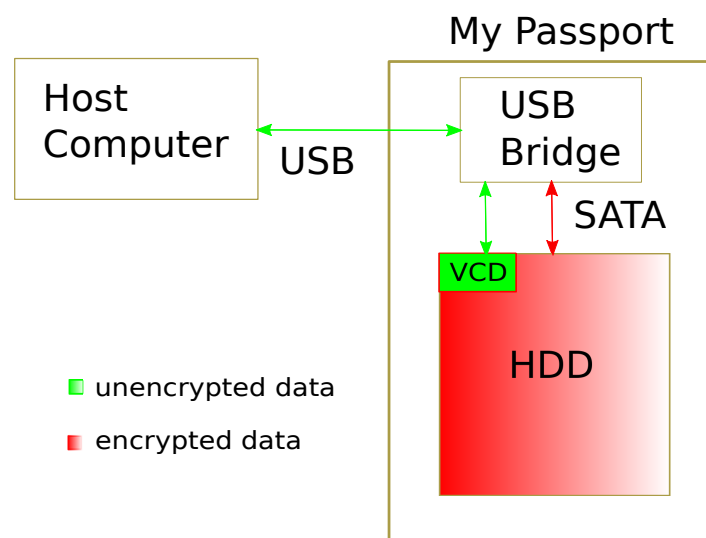 My Passport
Host
Computer
USB
USB
Bridge
SATA
VCD
HDD
unencrypted data
encrypted data